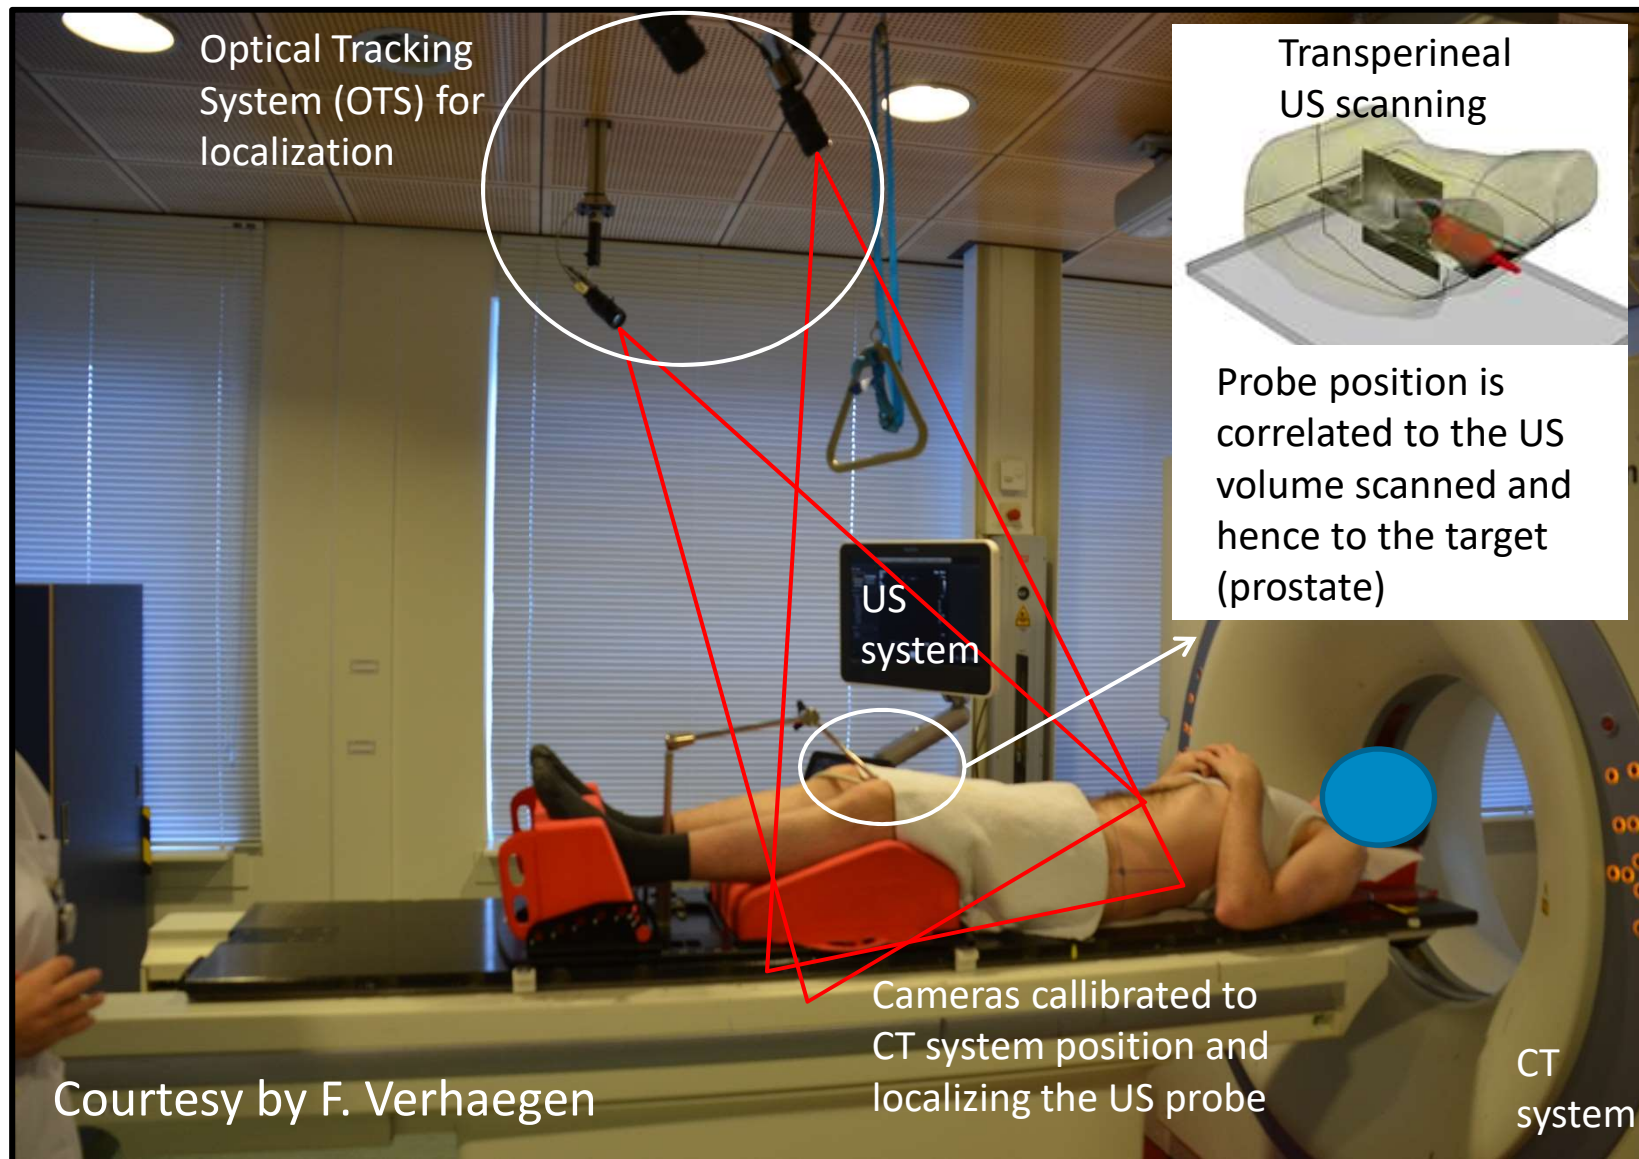 Optical Tracking
System (OTS) for
localization
Transperineal
US scanning
Probe position is
correlated to the US
volume scanned and
hence to the target
(prostate)
US
system
Cameras callibrated to
CT system position and
localizing the US probe
CT
system
Courtesy by F. Verhaegen